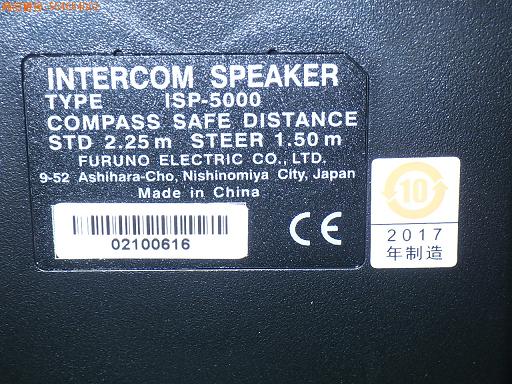 INTERCOM SPEAKER
TYPE ISP-5000
COMPASS SAFE DISTANCE
STD 2.25 m STEER 1.50 m
FURUNO ELECTRIC CO., LTD.
9-52 Ashihara-Cho, Nishinomiya City, Japan
Made in China
02100616
CE
10
2017
年制造